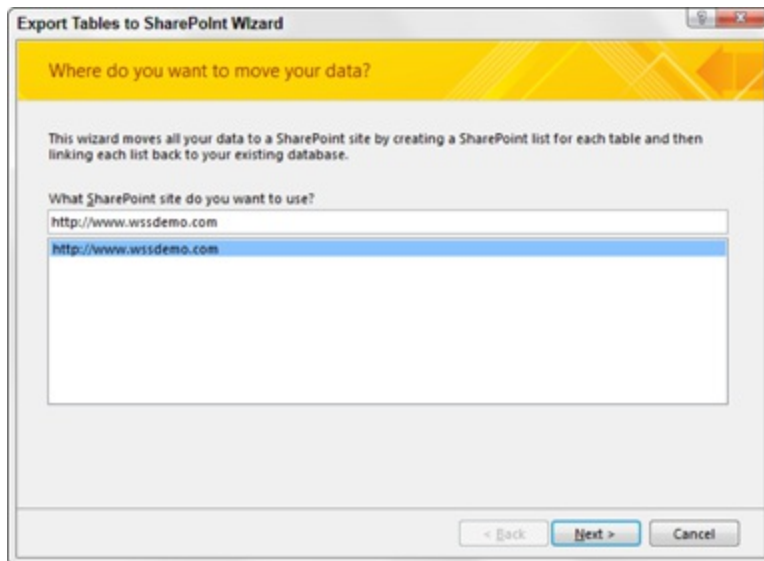 Export Tables to SharePoint Wizard
Where do you want to move your data?
This wizard moves all your data to a SharePoint site by creating a SharePoint list for each table and then
linking each list back to your existing database.
What SharePoint site do you want to use?
http://www.wssdemo.com
http://www.wssdemo.com
< Back Next > Cancel